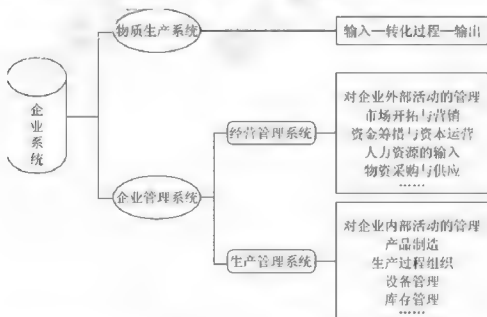 企业系统
物质生产系统
输入—转化过程—输出
企业管理系统
经营管理系统
对企业外部活动的管理
市场开拓与营销
资金筹措与资本运营
人力资源的输入
物资采购与供应
……
生产管理系统
对企业内部活动的管理
产品制造
生产过程组织
设备管理
库存管理
……